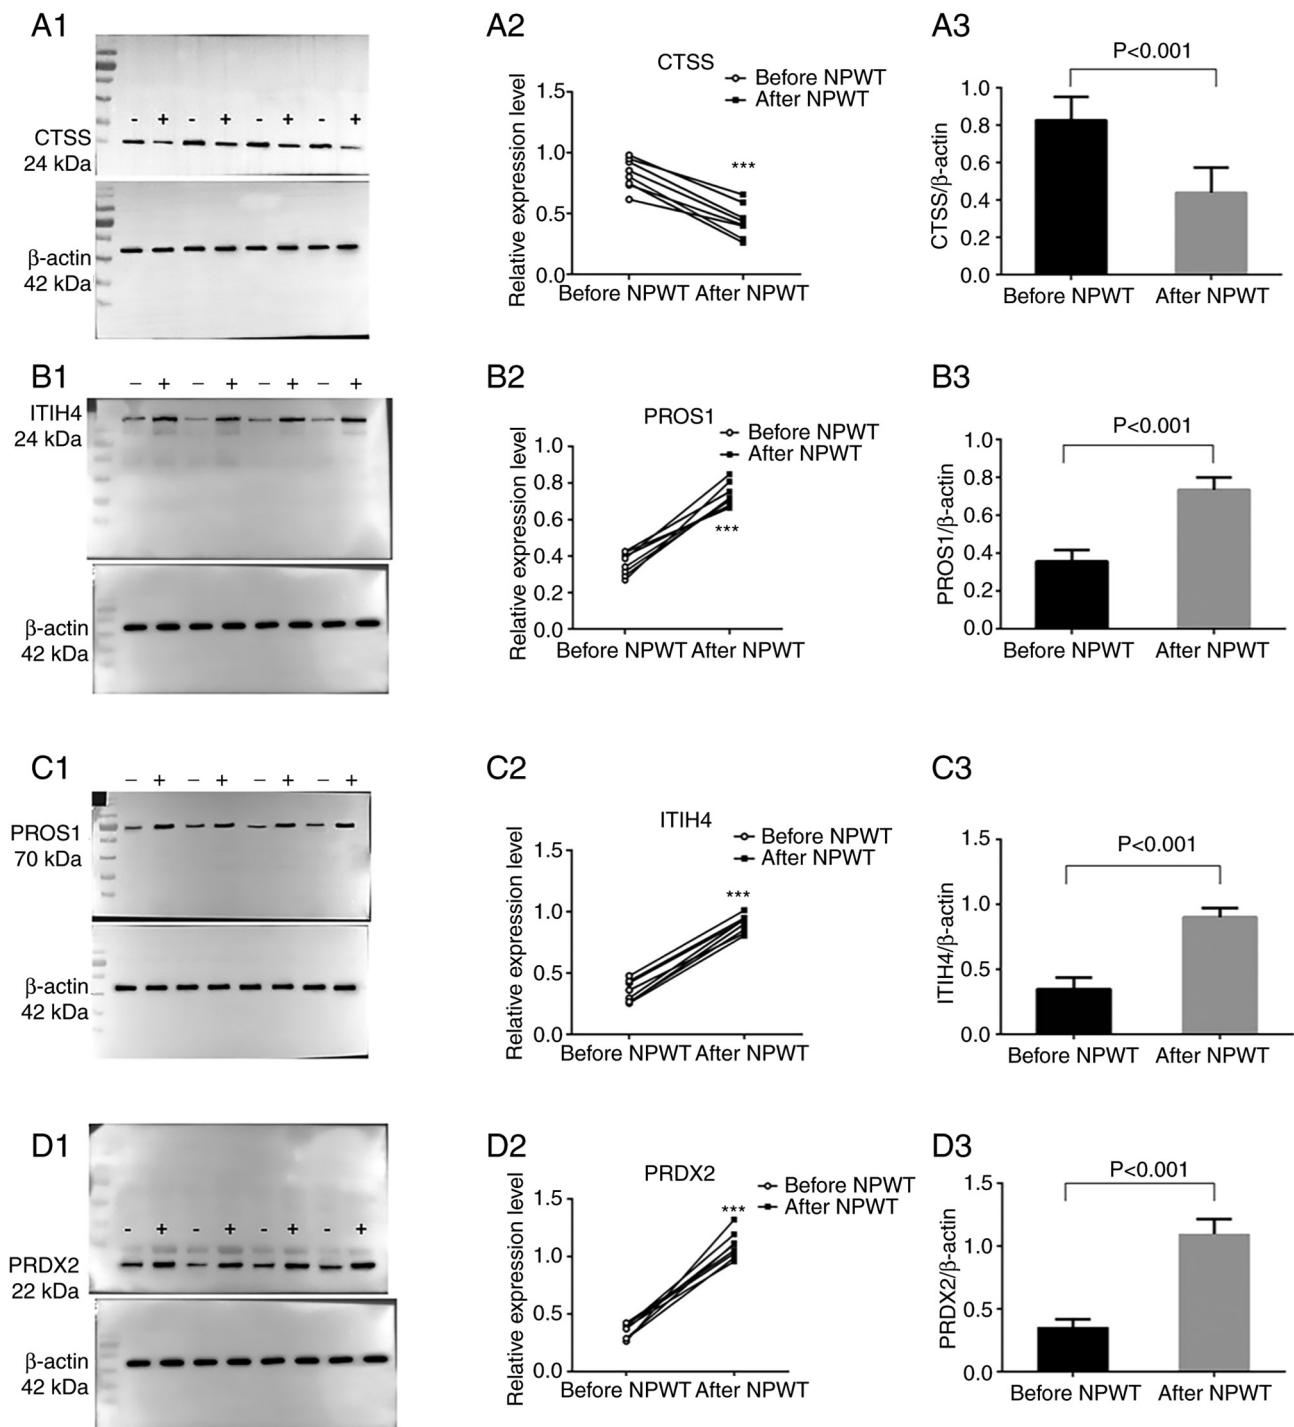 A1
- + - + - + - +
CTSS
24 kDa
β-actin
42 kDa
A2
CTSS
Before NPWT
After NPWT
Relative expression level
1.5
1.0
0.5
0.0
***
Before NPWT After NPWT
A3
P<0.001
CTSS/β-actin
1.0
0.8
0.6
0.4
0.2
0.0
Before NPWT After NPWT
B1
– + – + – + – +
ITIH4
24 kDa
β-actin
42 kDa
B2
PROS1
Before NPWT
After NPWT
Relative expression level
1.0
0.8
0.6
0.4
0.2
0.0
***
Before NPWT After NPWT
B3
P<0.001
PROS1/β-actin
1.0
0.8
0.6
0.4
0.2
0.0
Before NPWT After NPWT
C1
– + – + – + – +
PROS1
70 kDa
β-actin
42 kDa
C2
ITIH4
Before NPWT
After NPWT
Relative expression level
1.5
1.0
0.5
0.0
***
Before NPWT After NPWT
C3
P<0.001
ITIH4/β-actin
1.5
1.0
0.5
0.0
Before NPWT After NPWT
D1
- + - + - + - +
PRDX2
22 kDa
β-actin
42 kDa
D2
PRDX2
Before NPWT
After NPWT
Relative expression level
1.5
1.0
0.5
0.0
***
Before NPWT After NPWT
D3
P<0.001
PRDX2/β-actin
1.5
1.0
0.5
0.0
Before NPWT After NPWT